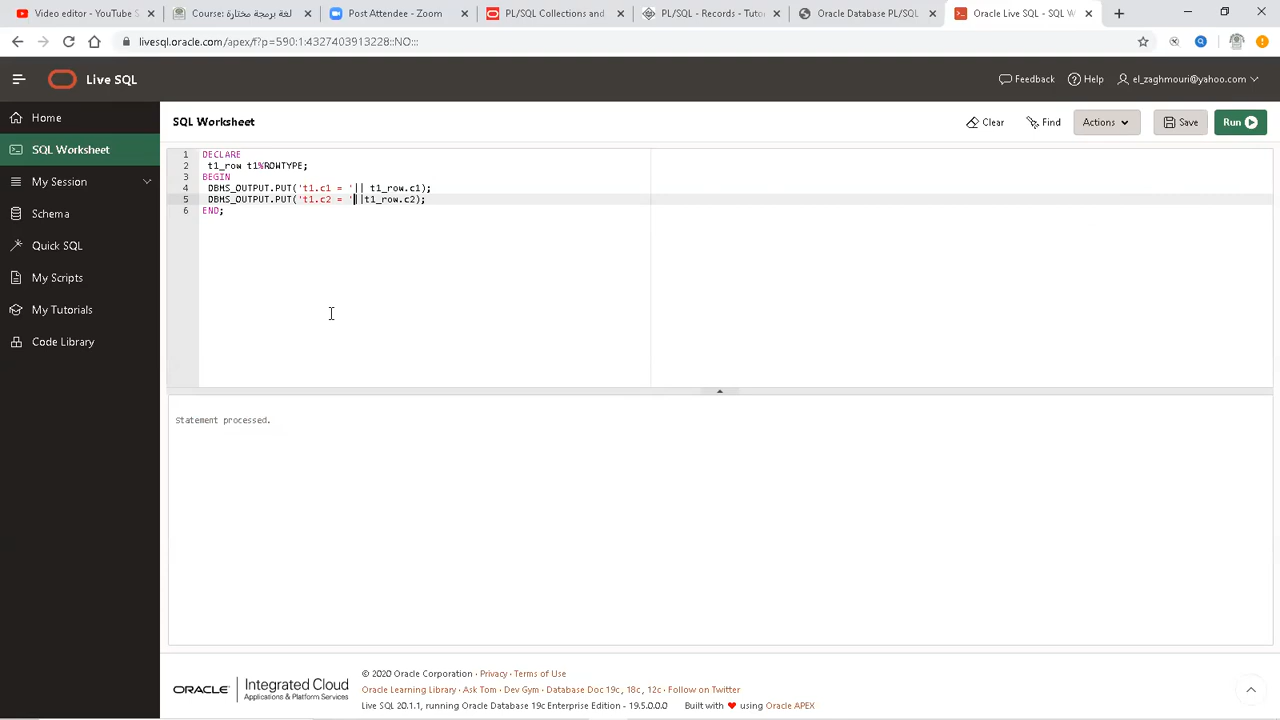 Video editor - YouTube S
Course: لغة برمجية مختارة
Post Attendee - Zoom
PL/SQL Collections and
PL/SQL - Records - Tutor
Oracle Database PL/SQL
Oracle Live SQL - SQL W
livesql.oracle.com/apex/f?p=590:1:4327403913228::NO:::
Live SQL
Feedback
Help
el_zaghmouri@yahoo.com
Home
SQL Worksheet
My Session
Schema
Quick SQL
My Scripts
My Tutorials
Code Library
SQL Worksheet
Clear
Find
Actions
Save
Run
1 DECLARE
2 t1_row t1%ROWTYPE;
3 BEGIN
4 DBMS_OUTPUT.PUT('t1.c1 = '|| t1_row.c1);
5 DBMS_OUTPUT.PUT('t1.c2 = '||t1_row.c2);
6 END;
Statement processed.
ORACLE
Integrated Cloud
Applications & Platform Services
© 2020 Oracle Corporation · Privacy · Terms of Use
Oracle Learning Library · Ask Tom · Dev Gym · Database Doc 19c, 18c, 12c · Follow on Twitter
Live SQL 20.1.1, running Oracle Database 19c Enterprise Edition - 19.5.0.0.0 Built with ❤ using Oracle APEX